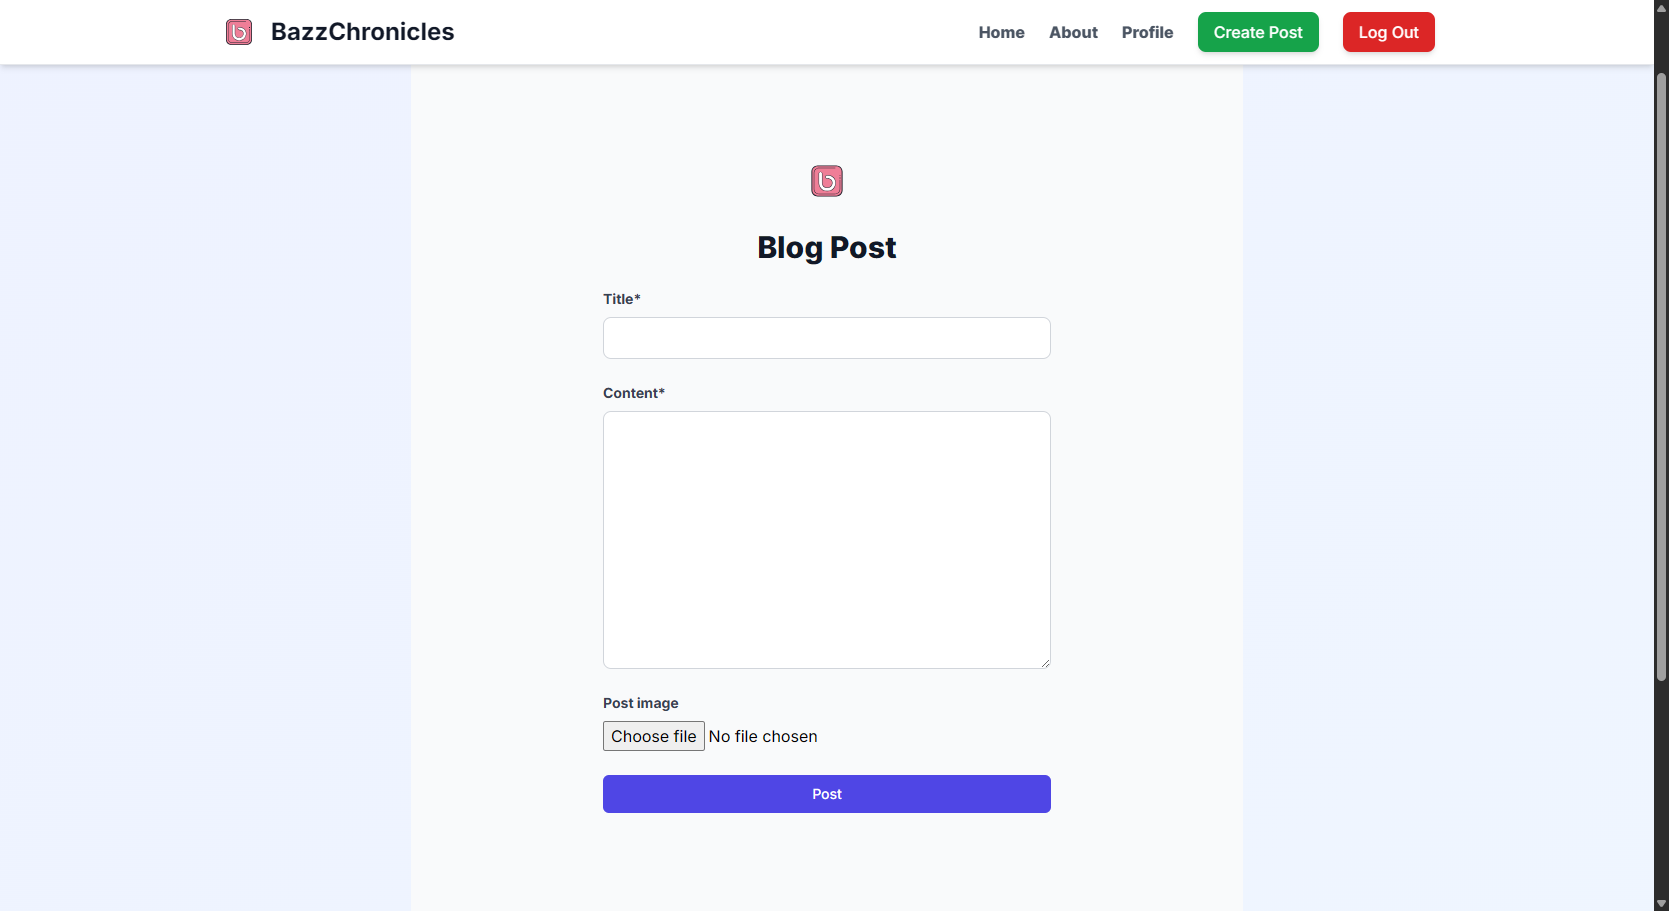 BazzChronicles
Home About Profile Create Post Log Out
Blog Post
Title*
Content*
Post image
Choose file No file chosen
Post